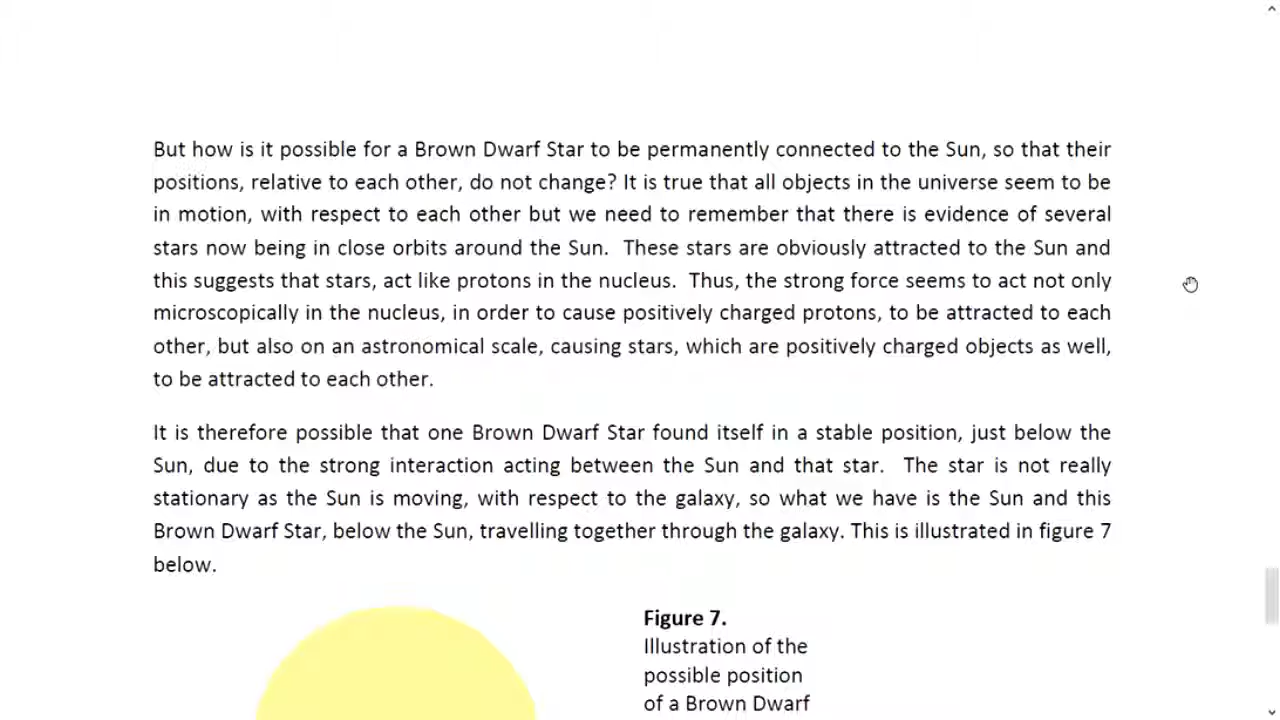 But how is it possible for a Brown Dwarf Star to be permanently connected to the Sun, so that their
positions, relative to each other, do not change? It is true that all objects in the universe seem to be
in motion, with respect to each other but we need to remember that there is evidence of several
stars now being in close orbits around the Sun. These stars are obviously attracted to the Sun and
this suggests that stars, act like protons in the nucleus. Thus, the strong force seems to act not only
microscopically in the nucleus, in order to cause positively charged protons, to be attracted to each
other, but also on an astronomical scale, causing stars, which are positively charged objects as well,
to be attracted to each other.
It is therefore possible that one Brown Dwarf Star found itself in a stable position, just below the
Sun, due to the strong interaction acting between the Sun and that star. The star is not really
stationary as the Sun is moving, with respect to the galaxy, so what we have is the Sun and this
Brown Dwarf Star, below the Sun, travelling together through the galaxy. This is illustrated in figure 7
below.
Figure 7.
Illustration of the
possible position
of a Brown Dwarf